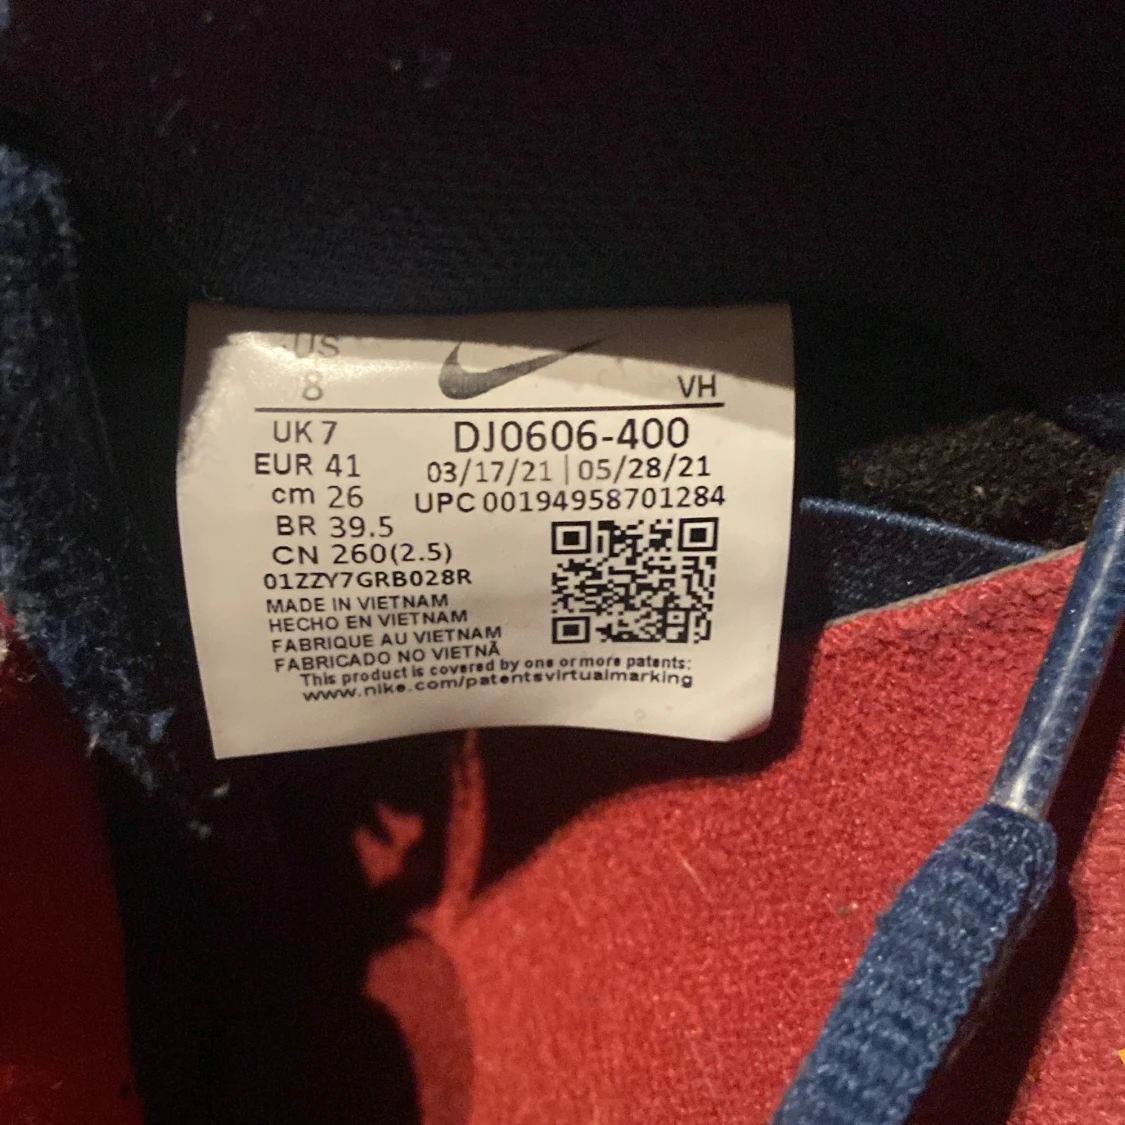 US
8
VH
UK 7
DJ0606-400
EUR 41
03/17/21 | 05/28/21
cm 26
UPC 00194958701284
BR 39.5
CN 260(2.5)
01ZZY7GRB028R
MADE IN VIETNAM
HECHO EN VIETNAM
FABRIQUE AU VIETNAM
FABRICADO NO VIETNÃ
This product is covered by one or more patents:
www.nike.com/patentsvirtualmarking